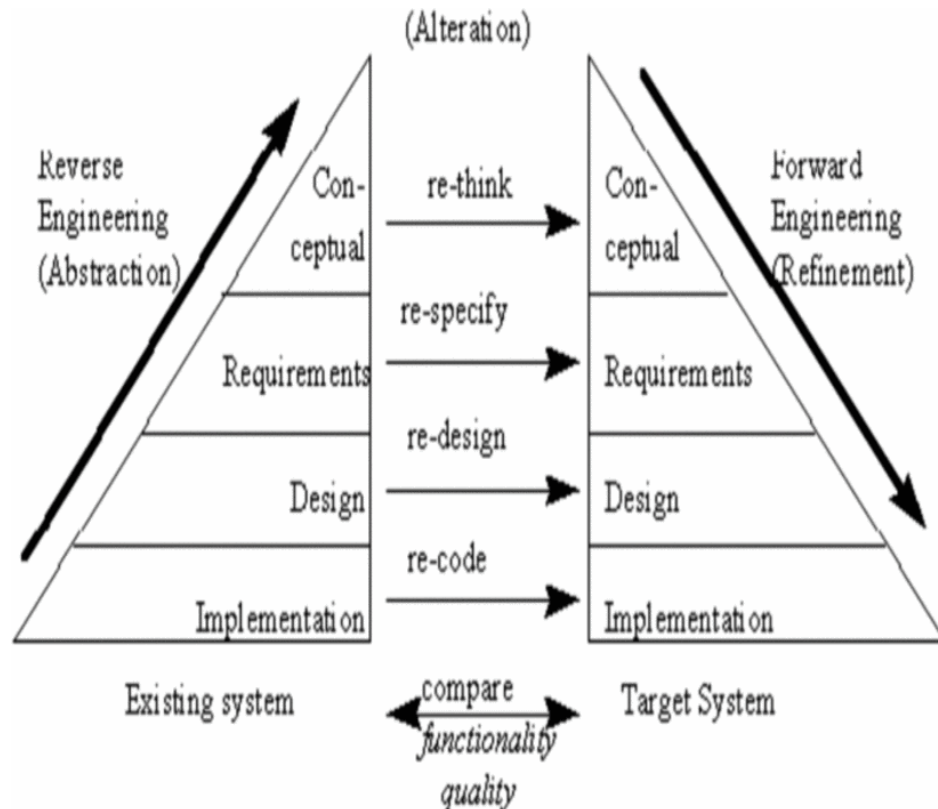 (Alteration)
Reverse
Engineering
(Abstraction)
Con-
ceptual
re-think
Con-
ceptual
Forward
Engineering
(Refinement)
re-specify
Requirements
Requirements
re-design
Design
Design
re-code
Implementation
Implementation
Existing system
compare
functionality
quality
Target System